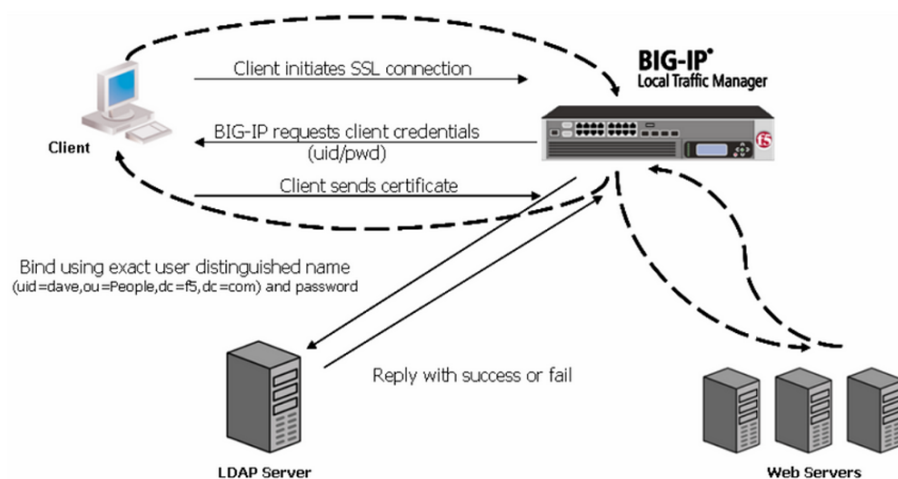 BIG-IP®
Local Traffic Manager
Client initiates SSL connection
BIG-IP requests client credentials
(uid/pwd)
Client
f5
Client sends certificate
Bind using exact user distinguished name
(uid=dave,ou=People,dc=f5,dc=com) and password
Reply with success or fail
LDAP Server
Web Servers